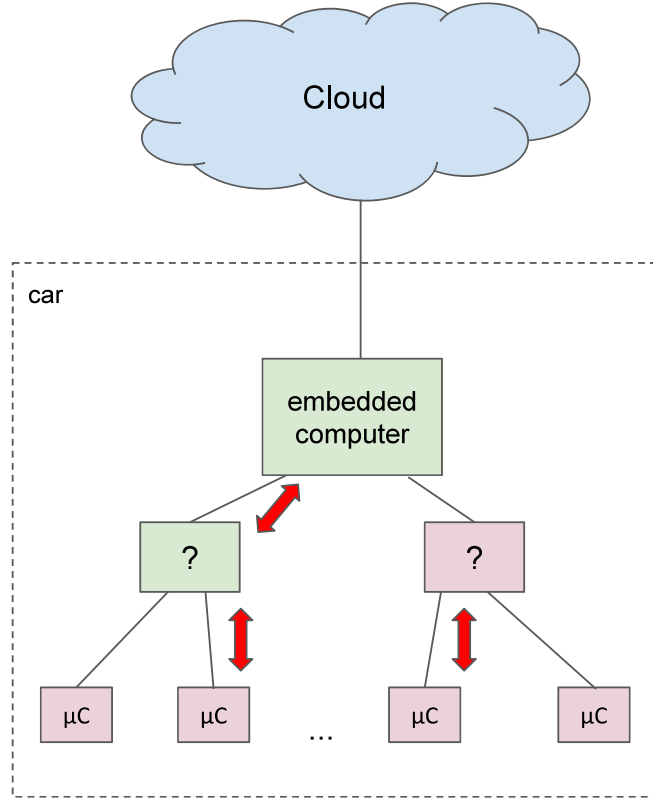 Cloud
car
embedded
computer
?
?
μC
μC
...
μC
μC